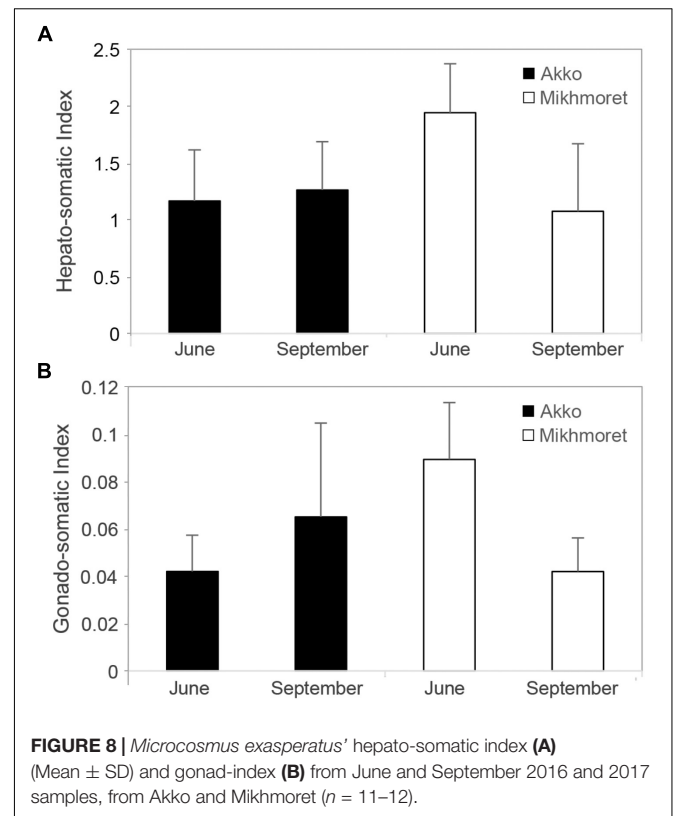 A
2.5
2
1.5
1
0.5
0
Hepato-somatic Index
Akko
Mikhmoret
June September June September
B
0.12
0.1
0.08
0.06
0.04
0.02
0
Gonado-somatic Index
Akko
Mikhmoret
June September June September
FIGURE 8 | Microcosmus exasperatus' hepato-somatic index (A)
(Mean ± SD) and gonad-index (B) from June and September 2016 and 2017
samples, from Akko and Mikhmoret (n = 11–12).